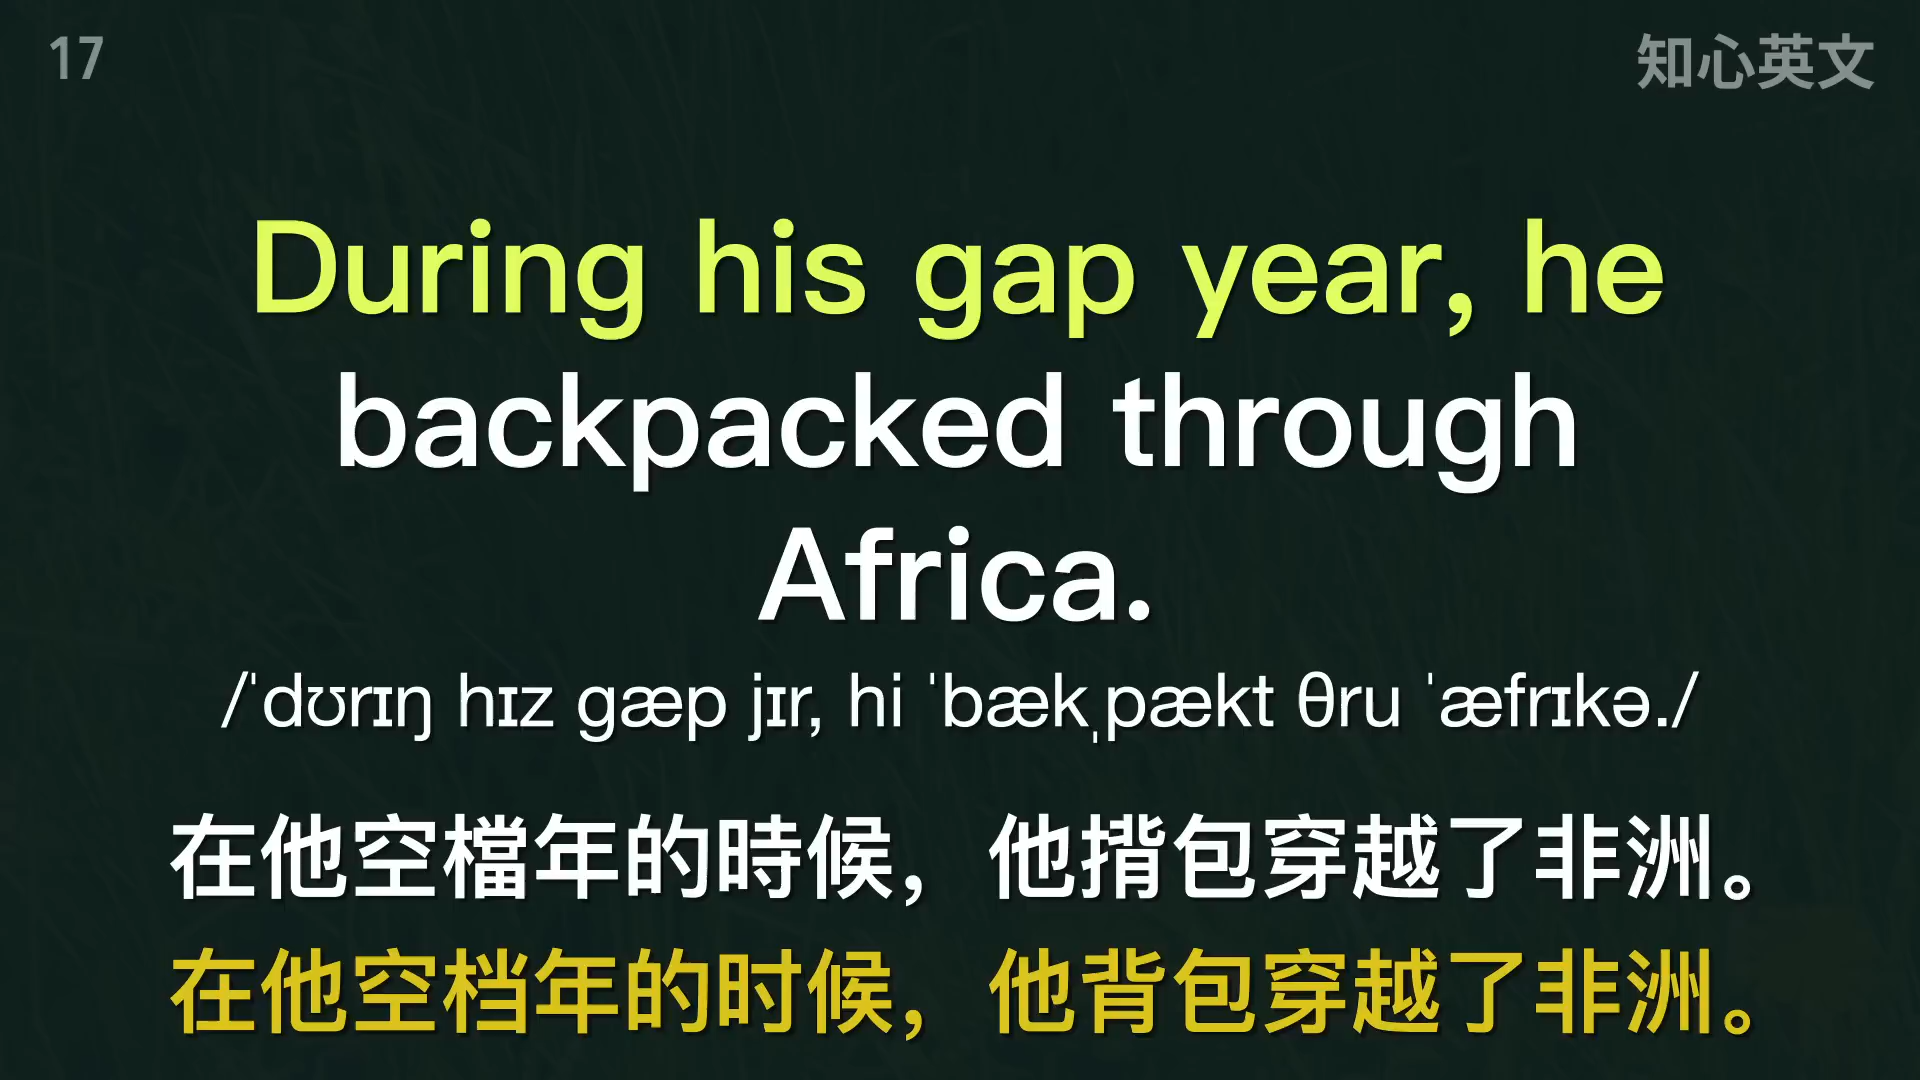 17
知心英文
During his gap year, he
backpacked through
Africa.
/ˈdʊrɪŋ hɪz gæp jɪr, hi ˈbækˌpækt θru ˈæfrɪkə./
在他空檔年的時候，他揹包穿越了非洲。
在他空档年的时候，他背包穿越了非洲。